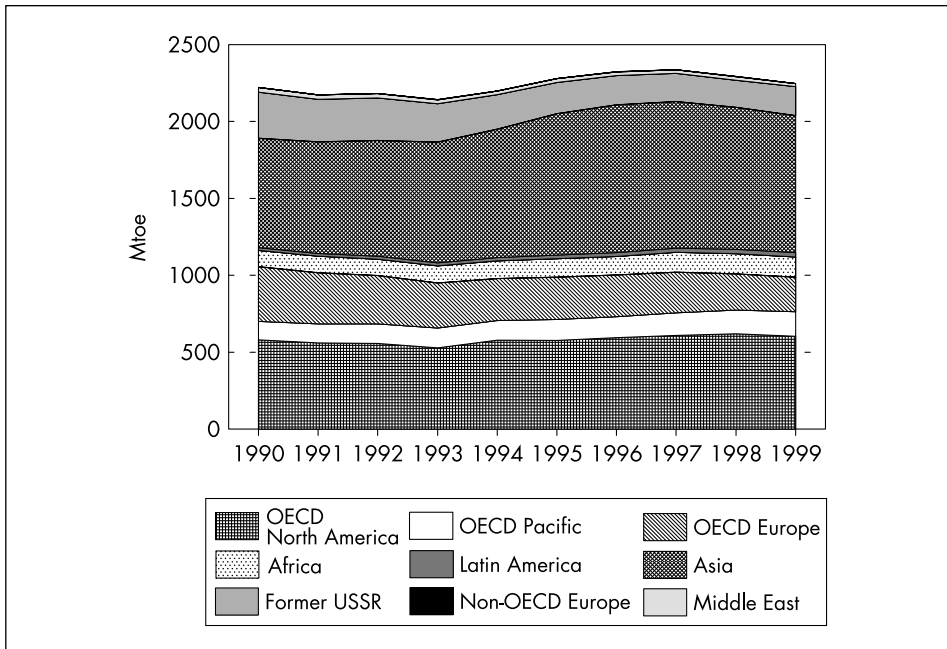 2500
2000
1500
1000
500
0
Mtoe
1990 1991 1992 1993 1994 1995 1996 1997 1998 1999
OECD North America
OECD Pacific
OECD Europe
Africa
Latin America
Asia
Former USSR
Non-OECD Europe
Middle East